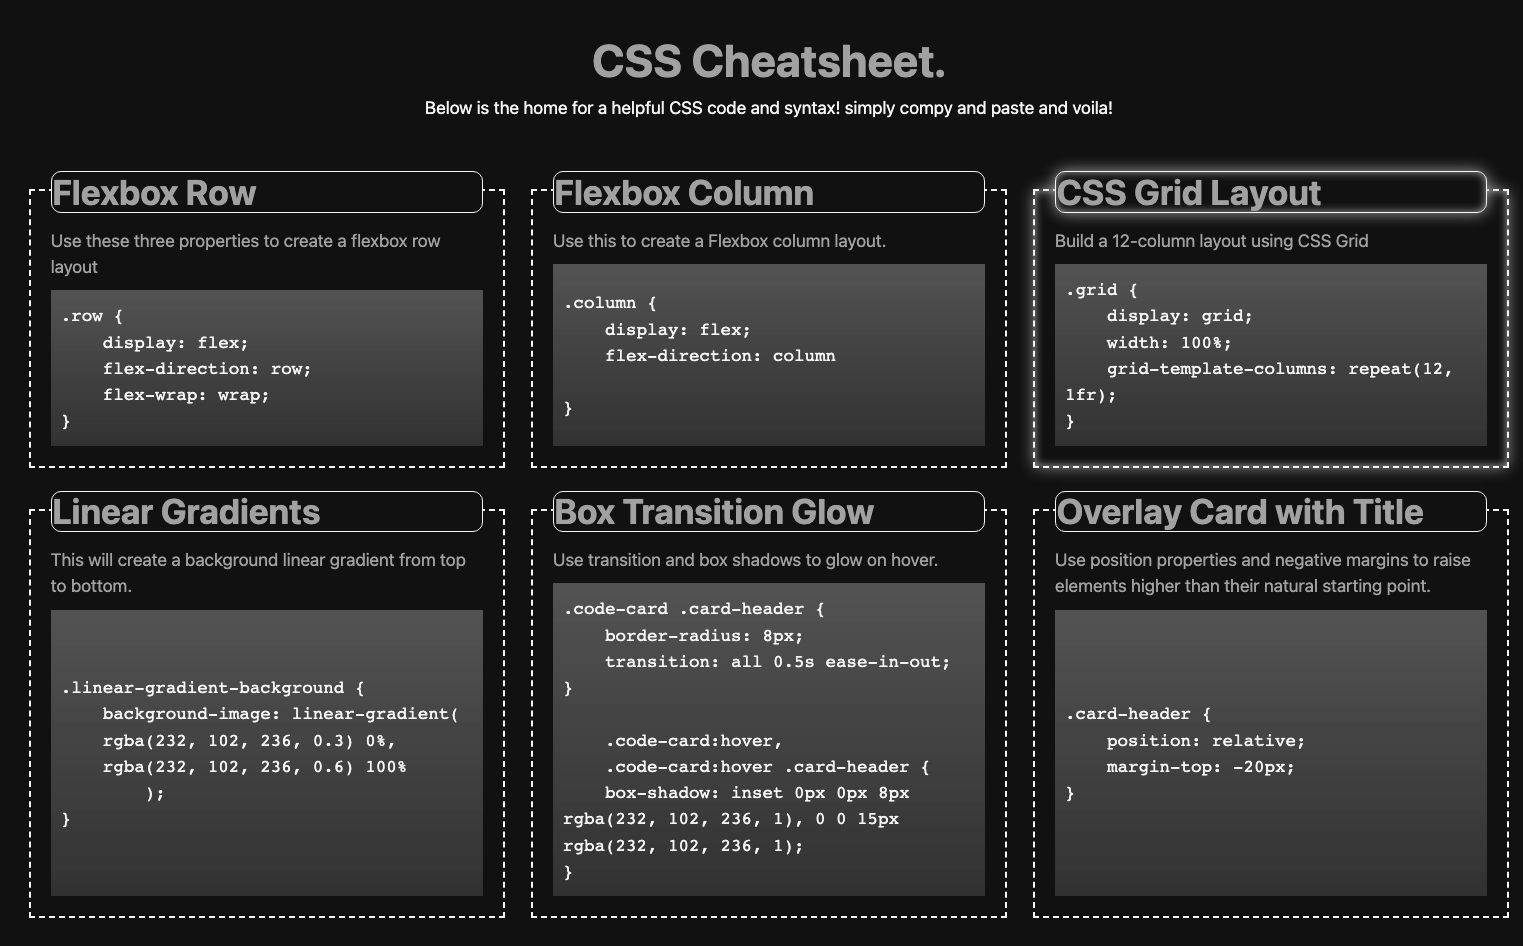 CSS Cheatsheet.
Below is the home for a helpful CSS code and syntax! simply compy and paste and voila!
Flexbox Row
Use these three properties to create a flexbox row
layout
.row {
    display: flex;
    flex-direction: row;
    flex-wrap: wrap;
}
Flexbox Column
Use this to create a Flexbox column layout.
.column {
    display: flex;
    flex-direction: column
}
CSS Grid Layout
Build a 12-column layout using CSS Grid
.grid {
    display: grid;
    width: 100%;
    grid-template-columns: repeat(12,
1fr);
}
Linear Gradients
This will create a background linear gradient from top
to bottom.
.linear-gradient-background {
    background-image: linear-gradient(
    rgba(232, 102, 236, 0.3) 0%,
    rgba(232, 102, 236, 0.6) 100%
        );
}
Box Transition Glow
Use transition and box shadows to glow on hover.
.code-card .card-header {
    border-radius: 8px;
    transition: all 0.5s ease-in-out;
}
    .code-card:hover,
    .code-card:hover .card-header {
    box-shadow: inset 0px 0px 8px
rgba(232, 102, 236, 1), 0 0 15px
rgba(232, 102, 236, 1);
}
Overlay Card with Title
Use position properties and negative margins to raise
elements higher than their natural starting point.
.card-header {
    position: relative;
    margin-top: -20px;
}